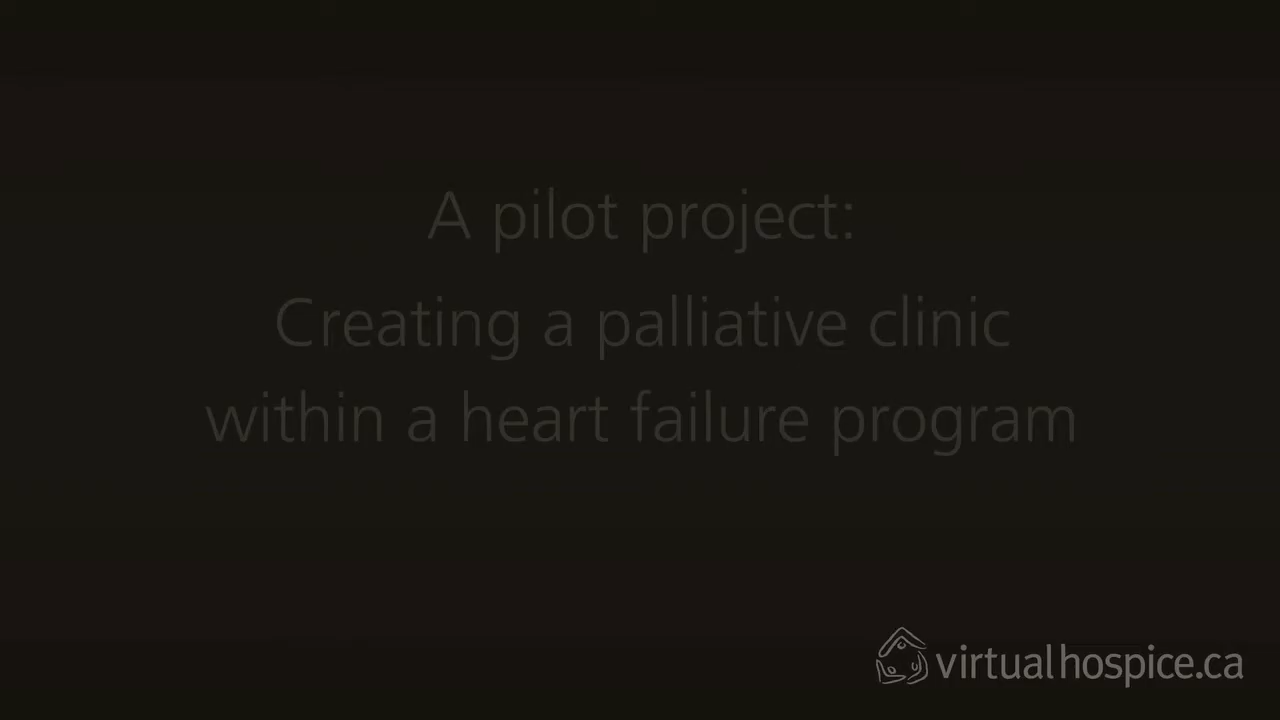 A pilot project:
Creating a palliative clinic
within a heart failure program
virtualhospice.ca